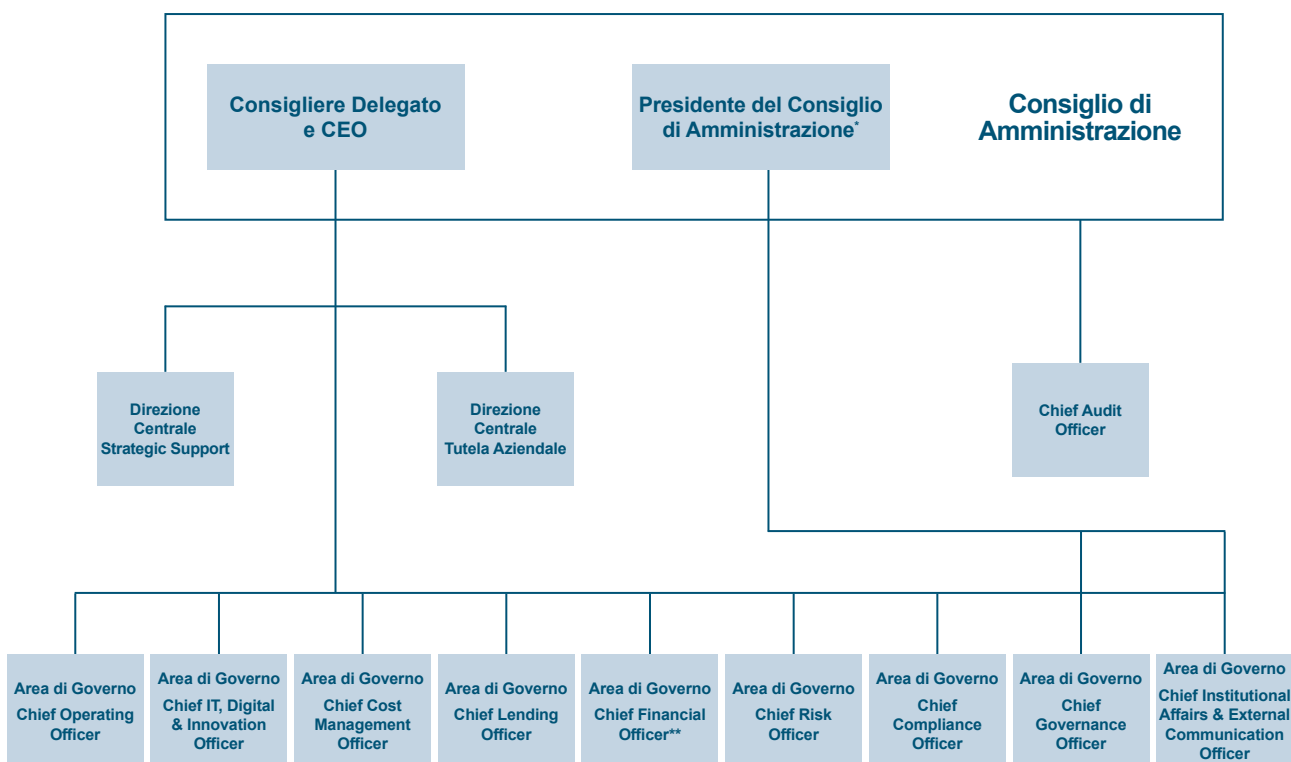 Consigliere Delegato
e CEO
Presidente del Consiglio
di Amministrazione*
Consiglio di
Amministrazione
Direzione
Centrale
Strategic Support
Direzione
Centrale
Tutela Aziendale
Chief Audit
Officer
Area di Governo
Chief Operating
Officer
Area di Governo
Chief IT, Digital
& Innovation
Officer
Area di Governo
Chief Cost
Management
Officer
Area di Governo
Chief Lending
Officer
Area di Governo
Chief Financial
Officer**
Area di Governo
Chief Risk
Officer
Area di Governo
Chief
Compliance
Officer
Area di Governo
Chief
Governance
Officer
Area di Governo
Chief Institutional
Affairs & External
Communication
Officer